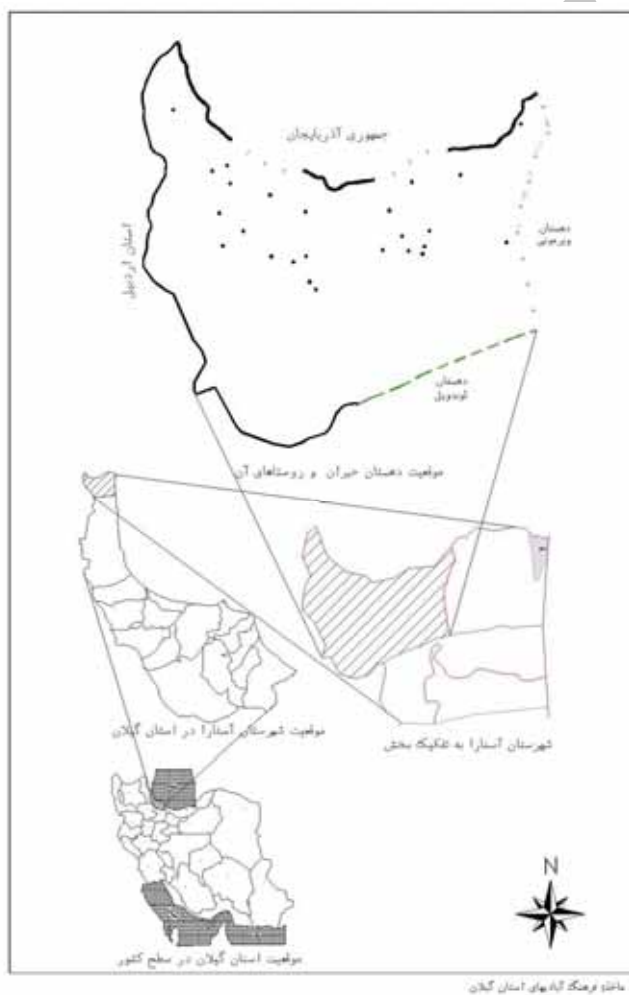 جمهوری آذربایجان
استان اردبیل
دهستان
ویرمونی
دهستان
لوندویل
موقعیت دهستان حیران و روستاهای آن
موقعیت شهرستان آستارا در استان گیلان
شهرستان آستارا به تفکیک بخش
N
موقعیت استان گیلان در سطح کشور
ماخذ: فرهنگ آبادیهای استان گیلان